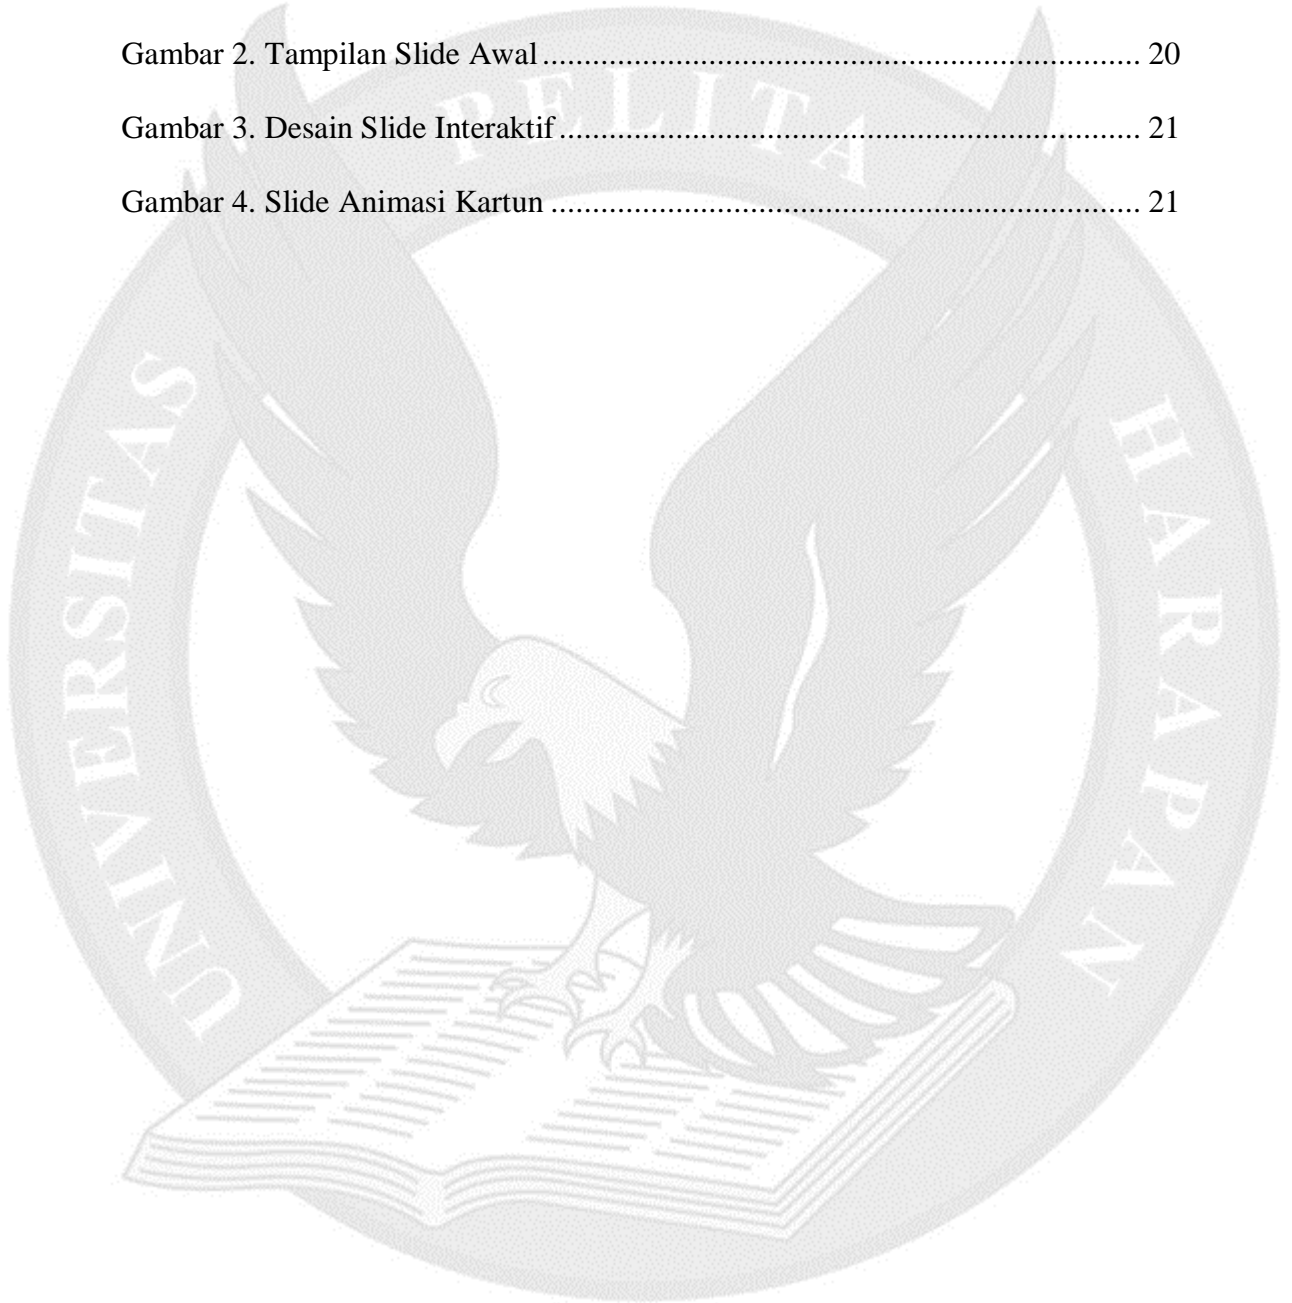 Gambar 2. Tampilan Slide Awal ........................................................................ 20
Gambar 3. Desain Slide Interaktif ...................................................................... 21
Gambar 4. Slide Animasi Kartun ....................................................................... 21
UNIVERSITAS PELITA HARAPAN